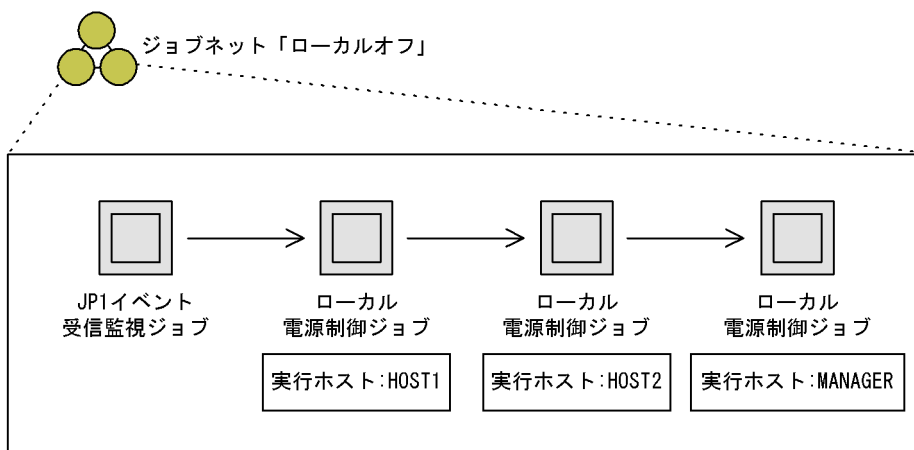 ジョブネット「ローカルオフ」
JP1イベント
受信監視ジョブ
ローカル
電源制御ジョブ
ローカル
電源制御ジョブ
ローカル
電源制御ジョブ
実行ホスト:HOST1
実行ホスト:HOST2
実行ホスト:MANAGER